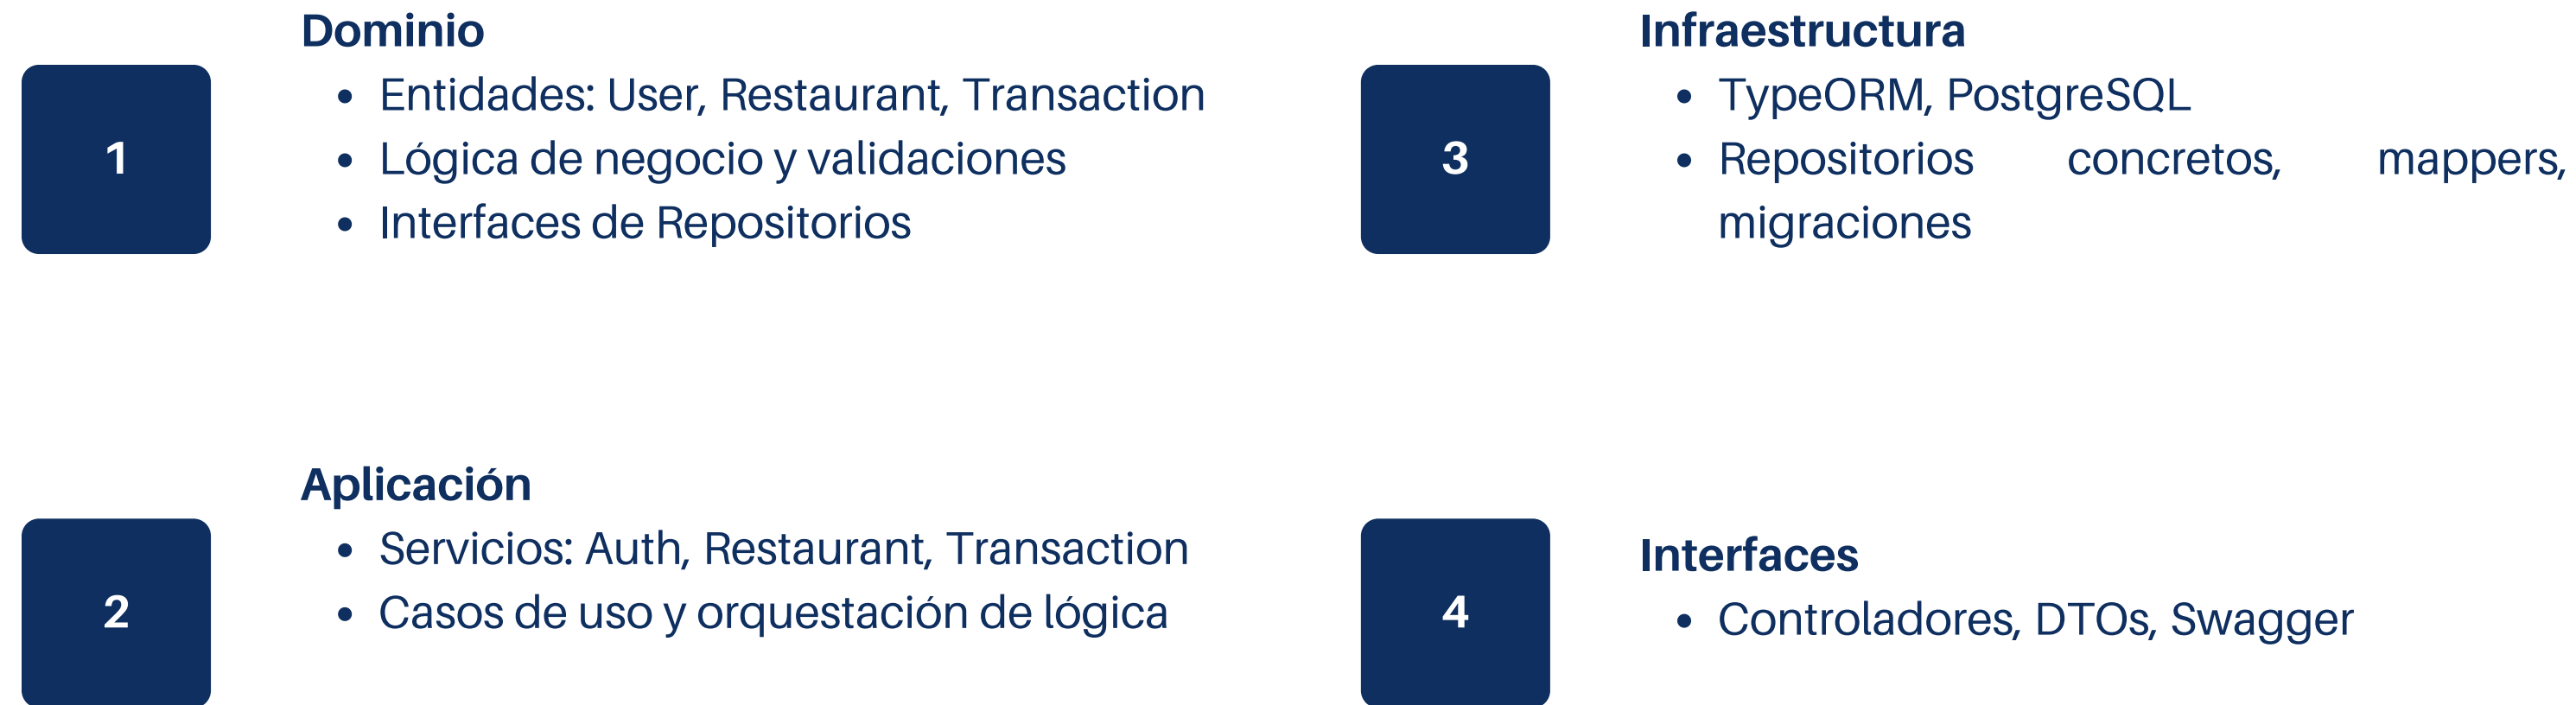 1
Dominio
• Entidades: User, Restaurant, Transaction
• Lógica de negocio y validaciones
• Interfaces de Repositorios
2
Aplicación
• Servicios: Auth, Restaurant, Transaction
• Casos de uso y orquestación de lógica
3
Infraestructura
• TypeORM, PostgreSQL
• Repositorios concretos, mappers,
migraciones
4
Interfaces
• Controladores, DTOs, Swagger